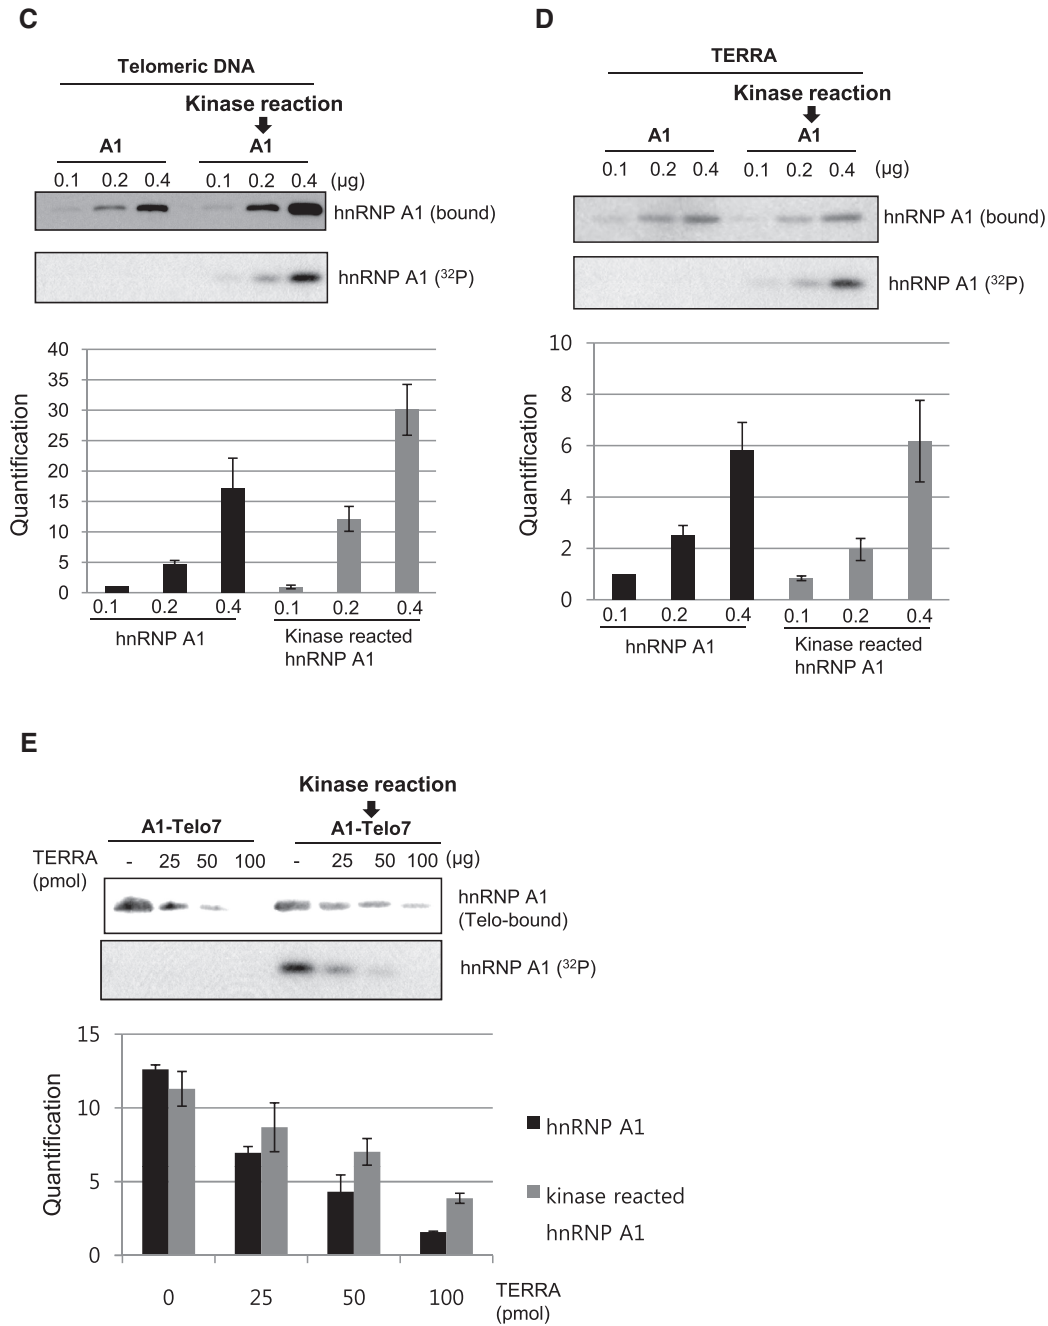 C
Telomeric DNA
Kinase reaction
A1 A1
0.1 0.2 0.4 0.1 0.2 0.4 (µg)
hnRNP A1 (bound)
hnRNP A1 (³²P)
Quantification
40
35
30
25
20
15
10
5
0
0.1 0.2 0.4 0.1 0.2 0.4
hnRNP A1
Kinase reacted
hnRNP A1
D
TERRA
Kinase reaction
A1 A1
0.1 0.2 0.4 0.1 0.2 0.4 (µg)
hnRNP A1 (bound)
hnRNP A1 (³²P)
Quantification
10
8
6
4
2
0
0.1 0.2 0.4 0.1 0.2 0.4
hnRNP A1
Kinase reacted
hnRNP A1
E
Kinase reaction
A1-Telo7 A1-Telo7
TERRA
(pmol)
- 25 50 100 - 25 50 100 (µg)
hnRNP A1
(Telo-bound)
hnRNP A1 (³²P)
Quantification
15
10
5
0
0 25 50 100
TERRA
(pmol)
hnRNP A1
kinase reacted
hnRNP A1